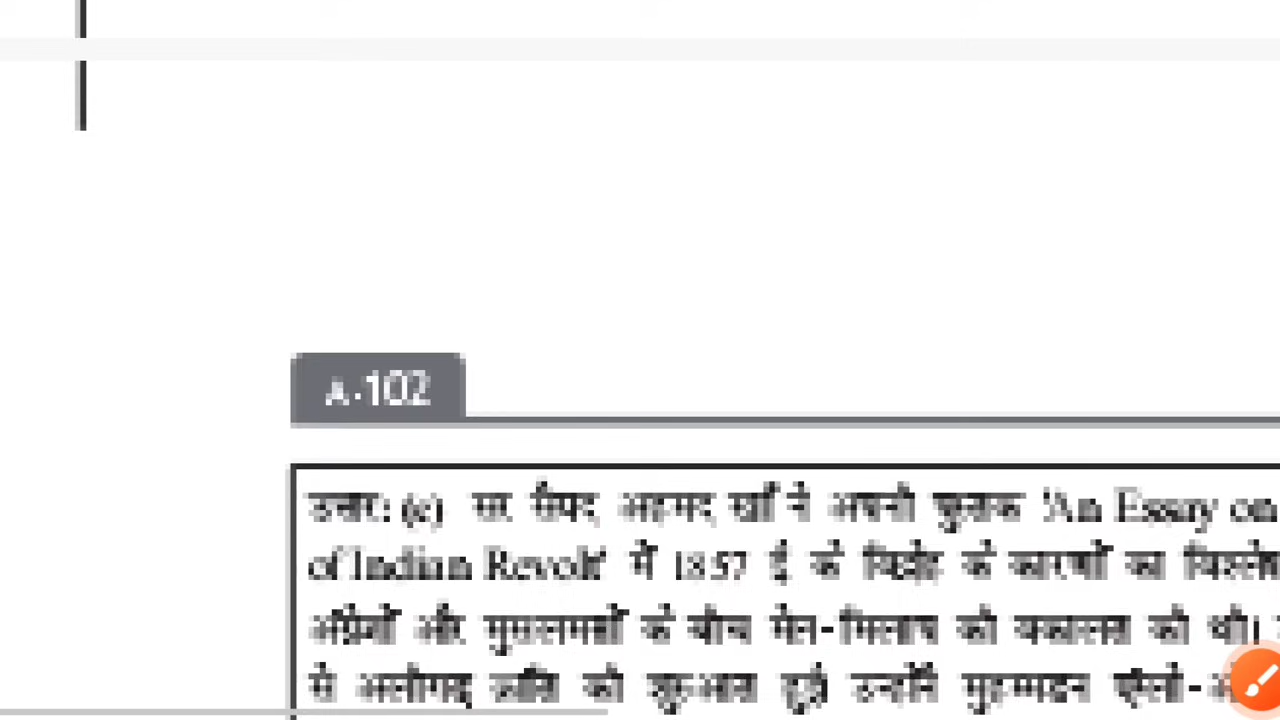 A-102
उत्तर: (c) सर सैयद अहमद खाँ ने अपनी पुस्तक 'An Essay on
of Indian Revolt' में 1857 ई. के विद्रोह के कारणों का
अंग्रेजों और मुसलमानों के बीच मेल-मिलाप की वकालत की थी।
से अलीगढ़ क्रांति की शुरुआत हुई। उन्होंने मुहम्मडन एंग्लो-